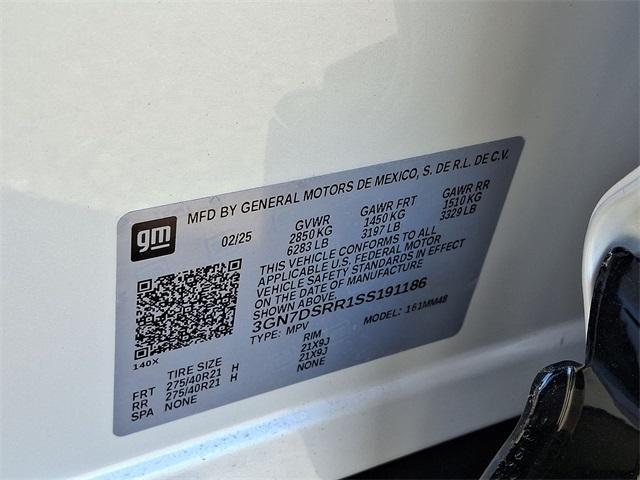 gm
MFD BY GENERAL MOTORS DE MEXICO, S. DE R.L. DE C.V.
02/25
GVWR GAWR FRT GAWR RR
2850 KG 1450 KG 1510 KG
6283 LB 3197 LB 3329 LB
THIS VEHICLE CONFORMS TO ALL
APPLICABLE U.S. FEDERAL MOTOR
VEHICLE SAFETY STANDARDS IN EFFECT
ON THE DATE OF MANUFACTURE
SHOWN ABOVE.
3GN7DSRR1SS191186
TYPE: MPV MODEL: 161MM48
140X
TIRE SIZE RIM
FRT 275/40R21 H 21X9J
RR 275/40R21 H 21X9J
SPA NONE NONE